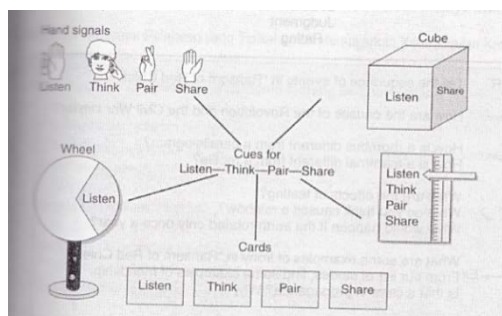 Hand signals
Listen Think Pair Share
Cube
Listen Share
Wheel
Listen
Cues for
Listen—Think—Pair—Share
Listen
Think
Pair
Share
Cards
Listen Think Pair Share